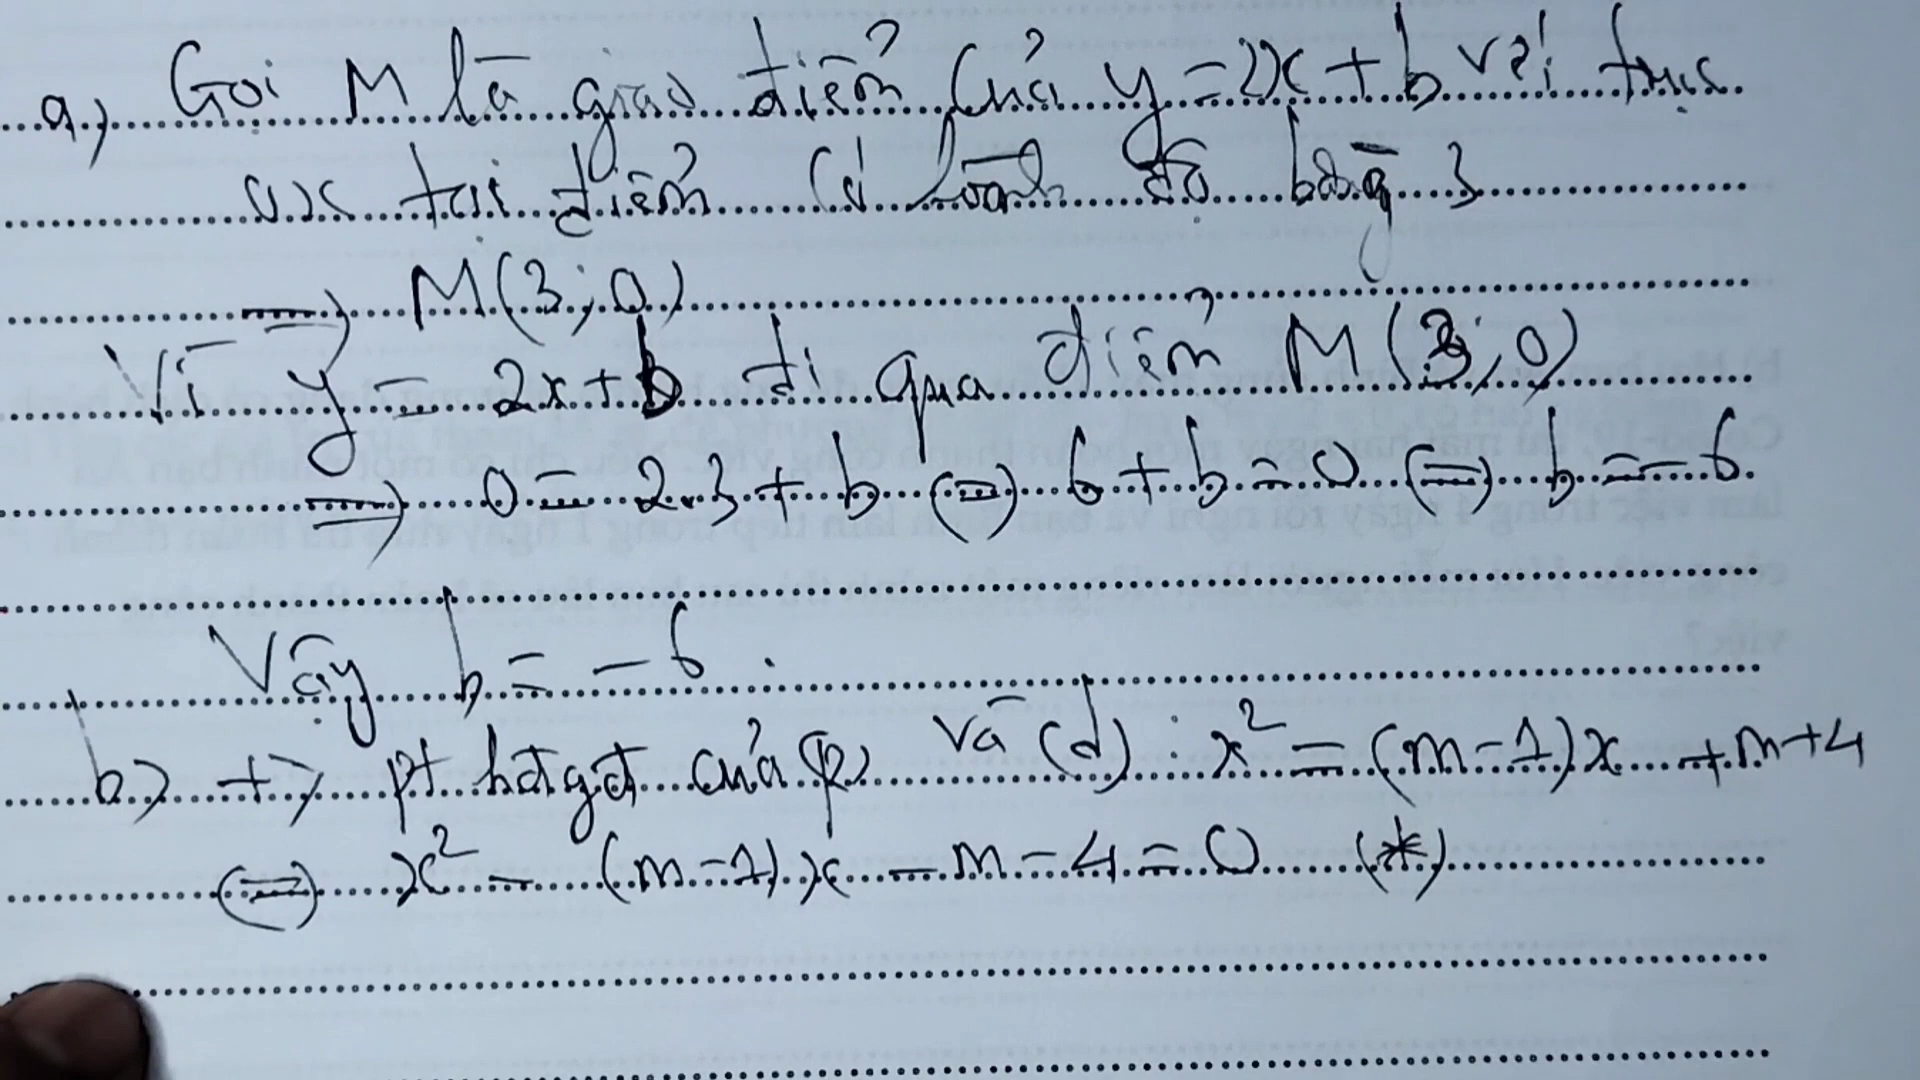 a.) Gọi M là giao điểm của y = 2x + b với trục
ox tại điểm có hoành độ bằng 3
⇒ M(3; 0)
Vì y = 2x + b đi qua điểm M(3; 0)
⇒ 0 = 2.3 + b ⇔ 6 + b = 0 ⇔ b = -6.
Vậy b = -6.
b) +> pt hđgđ của (P) và (d): x² = (m-1)x + m+4
⇔ x² - (m-1)x - m - 4 = 0 (*)